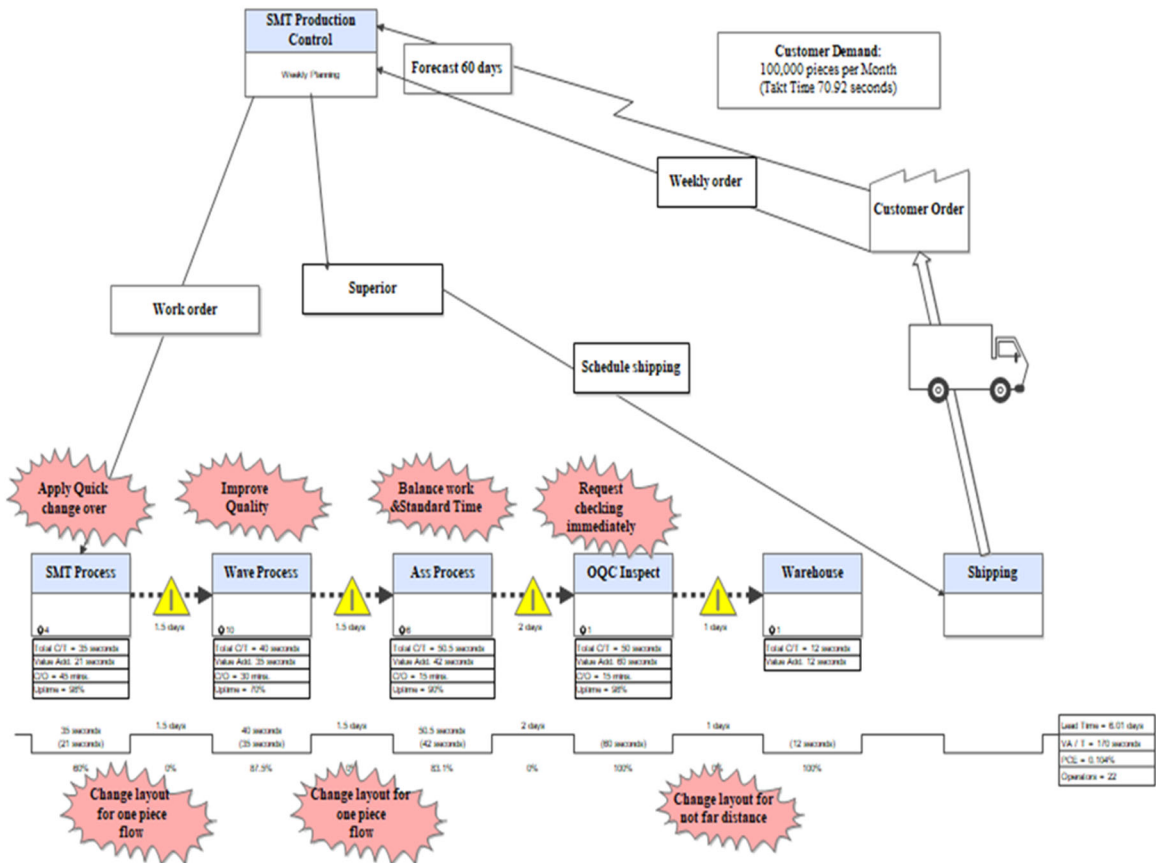 SMT Production
Control
Weekly Planning
Forecast 60 days
Customer Demand:
100,000 pieces per Month
(Takt Time 70.92 seconds)
Weekly order
Customer Order
Superior
Work order
Schedule shipping
Apply Quick
change over
Improve
Quality
Balance work
&Standard Time
Request
checking
immediately
SMT Process
Wave Process
Ass Process
OQC Inspect
Warehouse
Shipping
1.5 days
1.5 days
2 days
1 days
4
10
6
1
1
Total C/T = 35 seconds
Value Add. 21 seconds
C/O = 45 mins.
Uptime = 98%
Total C/T = 40 seconds
Value Add. 35 seconds
C/O = 30 mins.
Uptime = 70%
Total C/T = 50.5 seconds
Value Add. 42 seconds
C/O = 15 mins.
Uptime = 90%
Total C/T = 50 seconds
Value Add. 60 seconds
C/O = 15 mins.
Uptime = 98%
Total C/T = 12 seconds
Value Add. 12 seconds
35 seconds
(21 seconds)
1.5 days
40 seconds
(35 seconds)
1.5 days
50.5 seconds
(42 seconds)
2 days
(60 seconds)
1 days
(12 seconds)
60%
0%
87.5%
83.1%
0%
100%
100%
Lead Time = 6.01 days
VA / T = 170 seconds
PCE = 0.104%
Operators = 22
Change layout
for one piece
flow
Change layout for
one piece
flow
Change layout for
not far distance